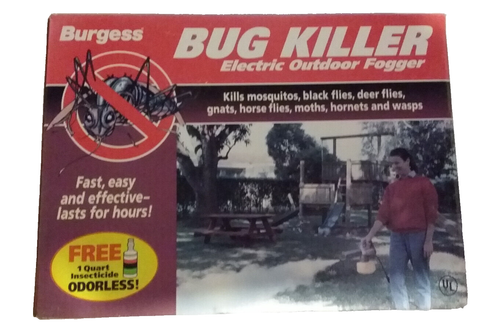 Burgess®
BUG KILLER
Electric Outdoor Fogger
Kills mosquitos, black flies, deer flies,
gnats, horse flies, moths, hornets and wasps
Fast, easy
and effective–
lasts for hours!
FREE
1 Quart
Insecticide
ODORLESS!
UL